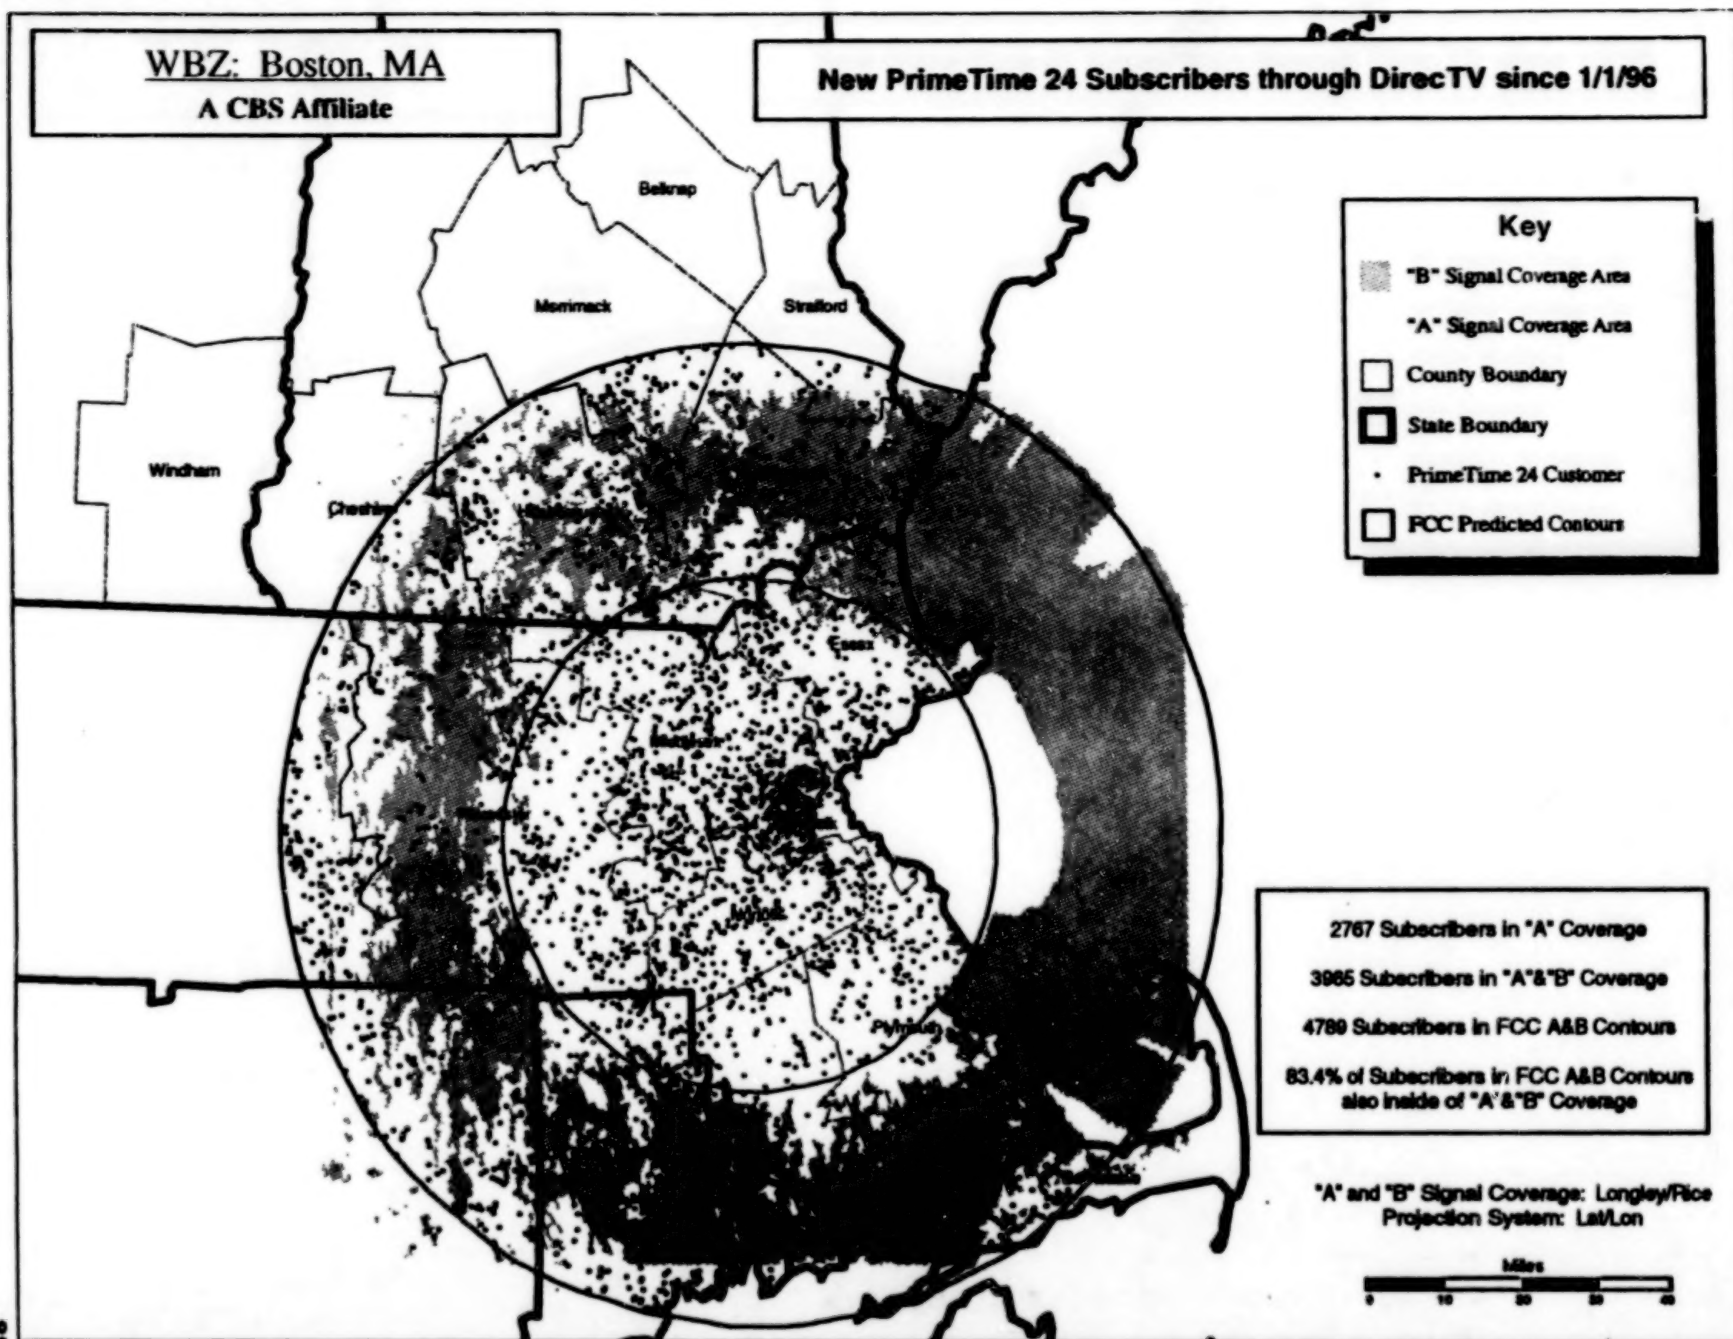 WBZ: Boston, MA
A CBS Affiliate
New PrimeTime 24 Subscribers through DirecTV since 1/1/96
Belknap
Merrimack
Strafford
Windham
Cheshire
Essex
Norfolk
Plymouth
Key
"B" Signal Coverage Area
"A" Signal Coverage Area
County Boundary
State Boundary
PrimeTime 24 Customer
FCC Predicted Contours
2767 Subscribers in "A" Coverage
3965 Subscribers in "A"&"B" Coverage
4789 Subscribers in FCC A&B Contours
83.4% of Subscribers in FCC A&B Contours
also inside of "A"&"B" Coverage
"A" and "B" Signal Coverage: Longley/Rice
Projection System: Lat/Lon
Miles
0 10 20 30 40